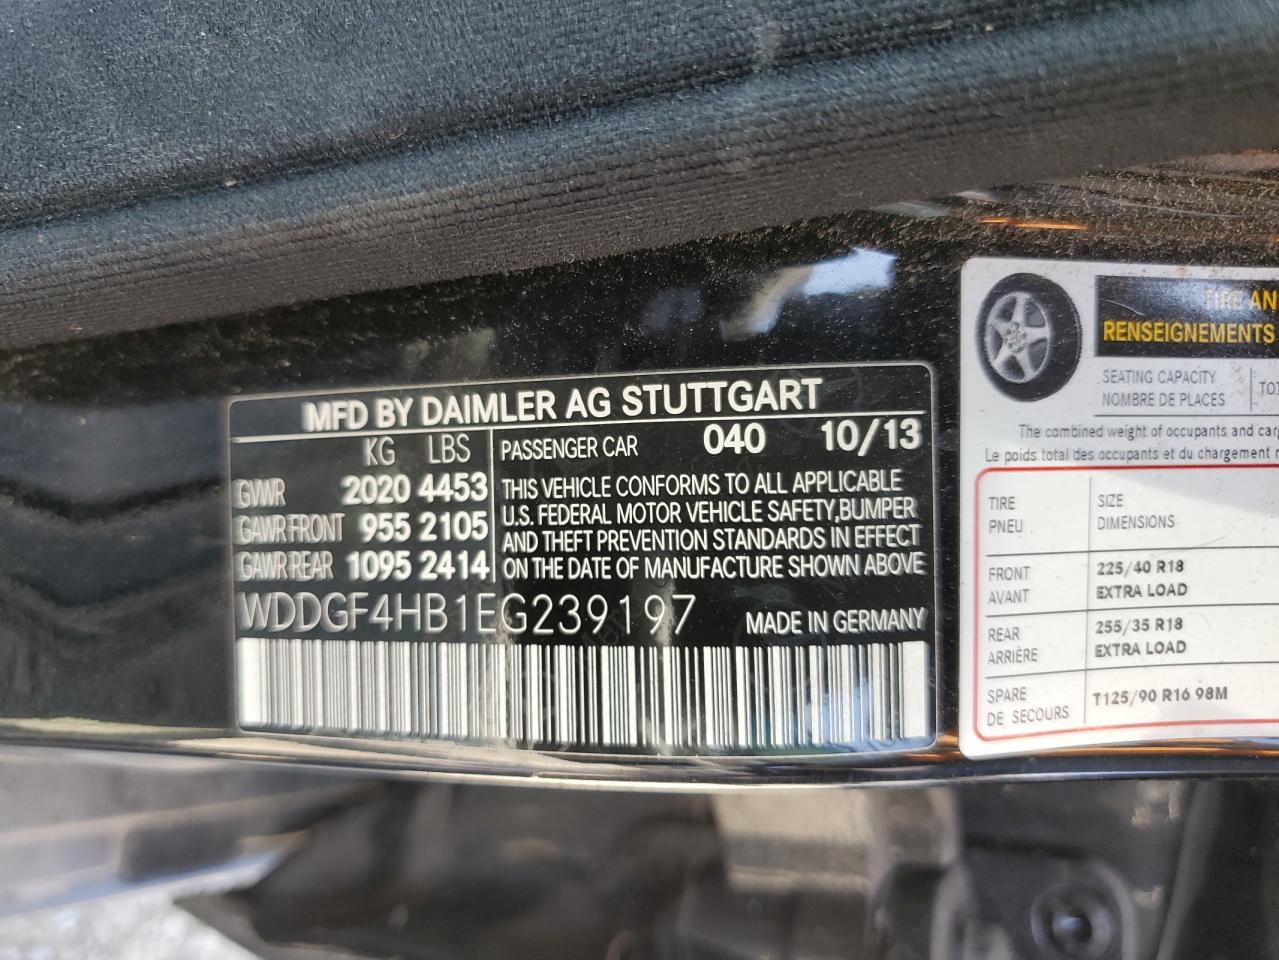 MFD BY DAIMLER AG STUTTGART
KG LBS
GVWR 2020 4453
GAWR FRONT 955 2105
GAWR REAR 1095 2414
PASSENGER CAR 040 10/13
THIS VEHICLE CONFORMS TO ALL APPLICABLE
U.S. FEDERAL MOTOR VEHICLE SAFETY,BUMPER
AND THEFT PREVENTION STANDARDS IN EFFECT
ON THE DATE OF MANUFACTURE SHOWN ABOVE
WDDGF4HB1EG239197 MADE IN GERMANY
TIRE AN
RENSEIGNEMENTS
SEATING CAPACITY
NOMBRE DE PLACES
TOT
The combined weight of occupants and carg
Le poids total des occupants et du chargement n
TIRE SIZE
PNEU DIMENSIONS
FRONT 225/40 R18
AVANT EXTRA LOAD
REAR 255/35 R18
ARRIÈRE EXTRA LOAD
SPARE T125/90 R16 98M
DE SECOURS